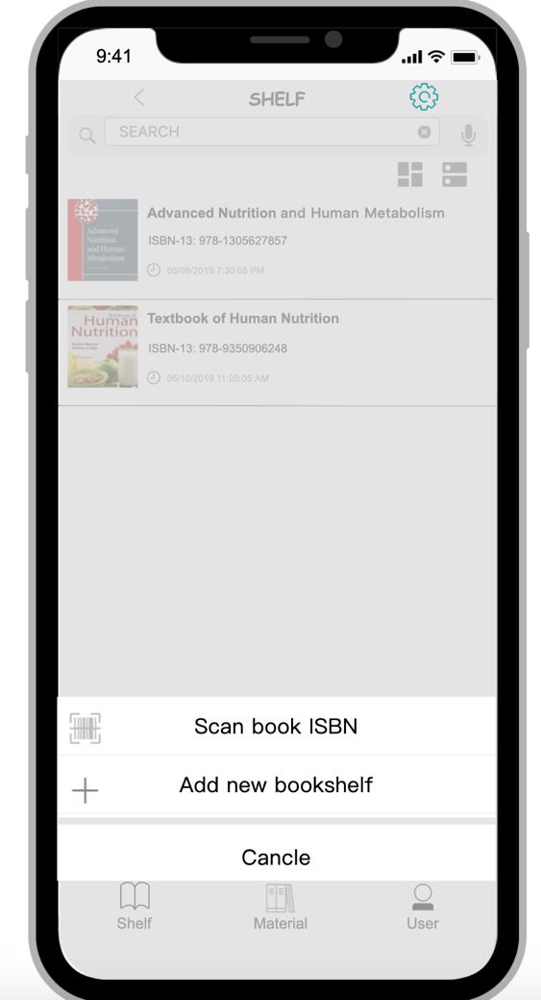 9:41
SHELF
SEARCH
Advanced
Nutrition
and Human
Metabolism
Advanced Nutrition and Human Metabolism
ISBN-13: 978-1305627857
05/09/2019 7:30:05 PM
Textbook of
Human
Nutrition
Textbook of Human Nutrition
ISBN-13: 978-9350906248
05/10/2019 11:20:05 AM
Scan book ISBN
Add new bookshelf
Cancle
Shelf
Material
User